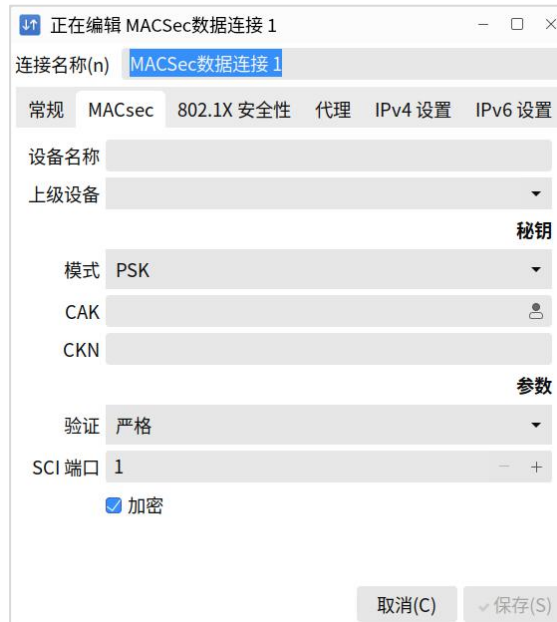 正在编辑 MACSec数据连接 1
连接名称(n) MACSec数据连接 1
常规 MACsec 802.1X 安全性 代理 IPv4 设置 IPv6 设置
设备名称
上级设备
秘钥
模式 PSK
CAK
CKN
参数
验证 严格
SCI 端口 1
加密
取消(C) 保存(S)